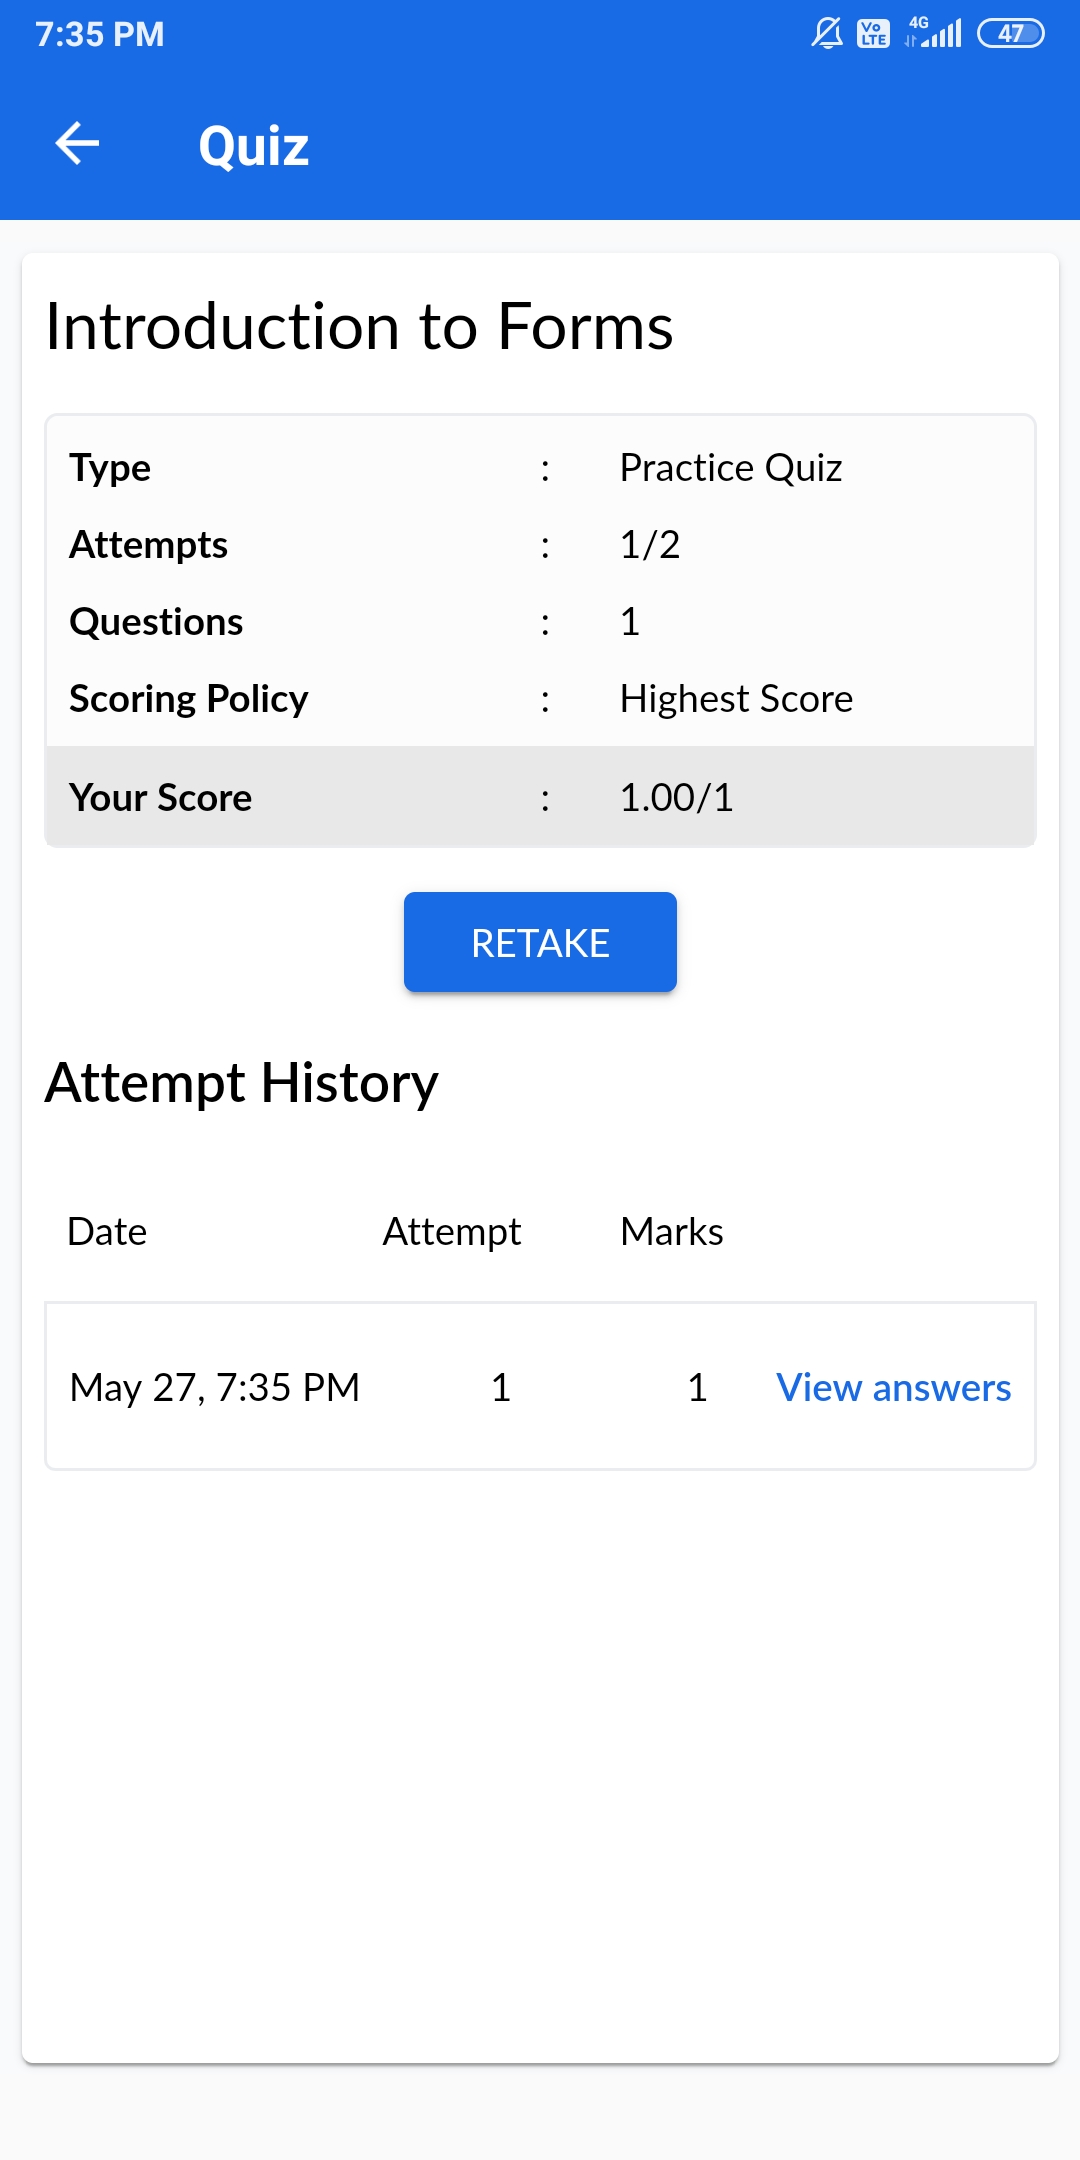 7:35 PM VoLTE 4G 47
Quiz
Introduction to Forms
Type : Practice Quiz
Attempts : 1/2
Questions : 1
Scoring Policy : Highest Score
Your Score : 1.00/1
RETAKE
Attempt History
Date Attempt Marks
May 27, 7:35 PM 1 1 View answers